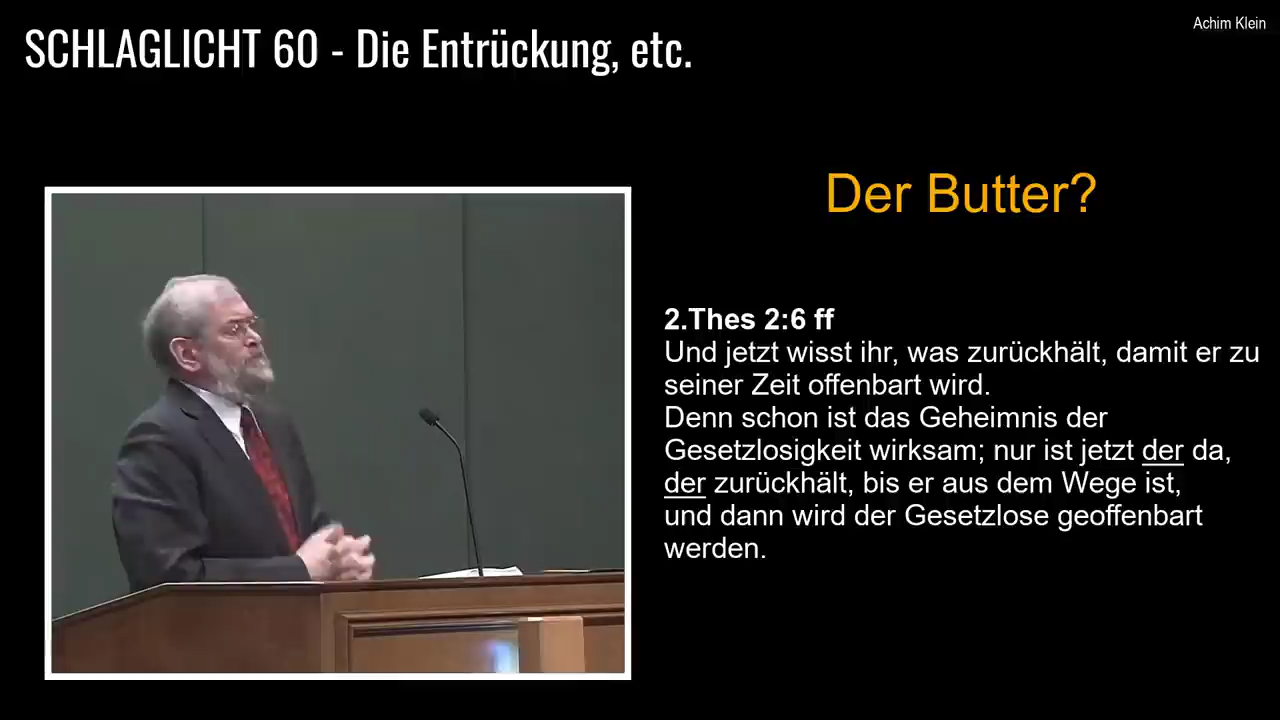 SCHLAGLICHT 60 - Die Entrückung, etc.
Achim Klein
Der Butter?
2.Thes 2:6 ff
Und jetzt wisst ihr, was zurückhält, damit er zu
seiner Zeit offenbart wird.
Denn schon ist das Geheimnis der
Gesetzlosigkeit wirksam; nur ist jetzt der da,
der zurückhält, bis er aus dem Wege ist,
und dann wird der Gesetzlose geoffenbart
werden.